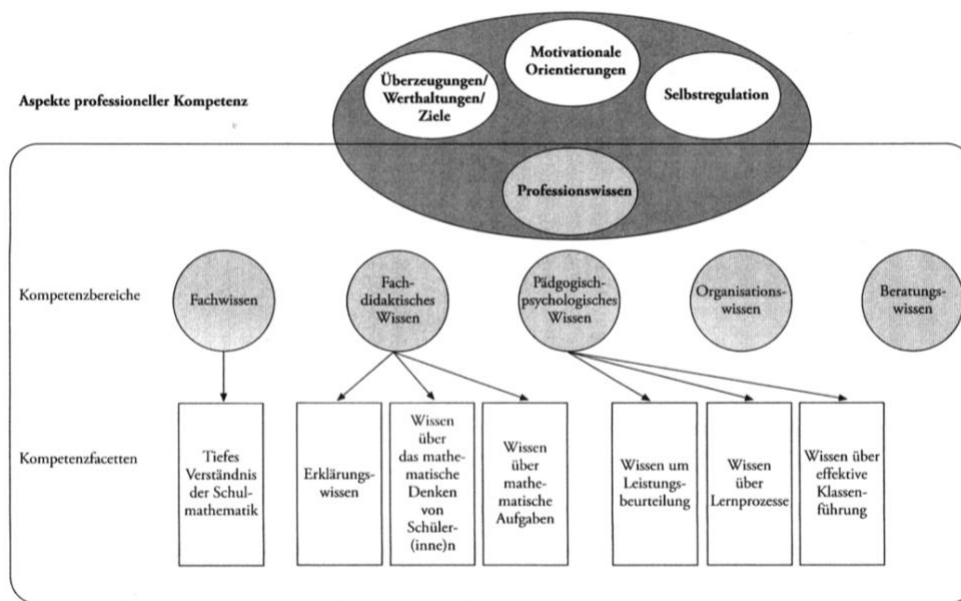 Motivationale
Orientierungen
Überzeugungen/
Werthaltungen/
Ziele
Selbstregulation
Aspekte professioneller Kompetenz
Professionswissen
Kompetenzbereiche
Fachwissen
Fach-
didaktisches
Wissen
Pädgogisch-
psychologisches
Wissen
Organisations-
wissen
Beratungs-
wissen
Kompetenzfacetten
Tiefes
Verständnis
der Schul-
mathematik
Erklärungs-
wissen
Wissen
über
das mathe-
matische
Denken
von
Schüler-
(inne)n
Wissen
über
mathe-
matische
Aufgaben
Wissen um
Leistungs-
beurteilung
Wissen
über
Lernprozesse
Wissen über
effektive
Klassen-
führung